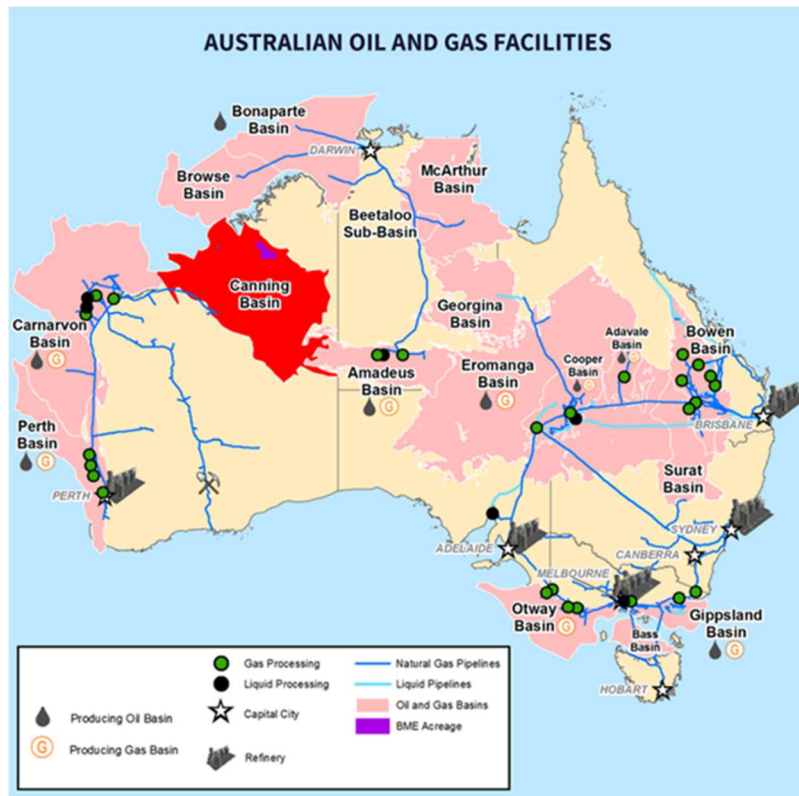 AUSTRALIAN OIL AND GAS FACILITIES
Bonaparte
Basin
DARWIN
McArthur
Basin
Browse
Basin
Beetaloo
Sub-Basin
Canning
Basin
Georgina
Basin
Carnarvon
Basin
G
Adavale
Basin
G
Bowen
Basin
Cooper
Basin
G
Eromanga
Basin
G
Amadeus
Basin
G
Perth
Basin
G
BRISBANE
Surat
Basin
PERTH
SYDNEY
ADELAIDE
CANBERRA
MELBOURNE
Otway
Basin
G
Gippsland
Basin
G
Bass
Basin
HOBART
Gas Processing
Liquid Processing
Capital City
Refinery
Natural Gas Pipelines
Liquid Pipelines
Oil and Gas Basins
BME Acreage
Producing Oil Basin
G Producing Gas Basin